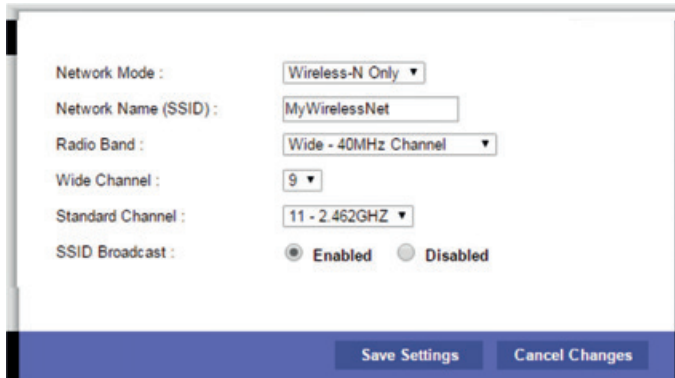 Network Mode : Wireless-N Only
Network Name (SSID) : MyWirelessNet
Radio Band : Wide - 40MHz Channel
Wide Channel : 9
Standard Channel : 11 - 2.462GHZ
SSID Broadcast : Enabled Disabled
Save Settings Cancel Changes